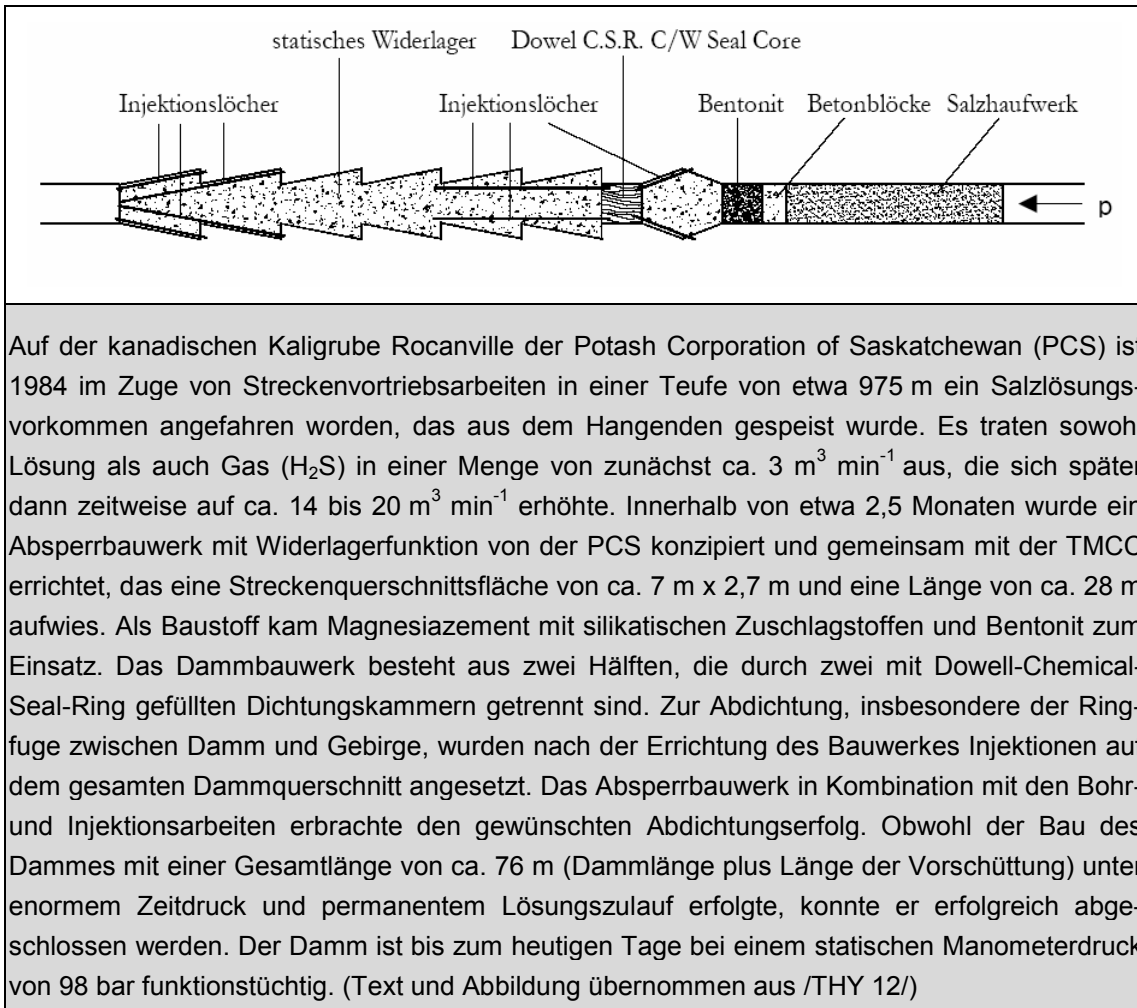 statisches Widerlager Dowel C.S.R. C/W Seal Core
Injektionslöcher Injektionslöcher Bentonit Betonblöcke Salzhaufwerk
p
Auf der kanadischen Kaligrube Rocanville der Potash Corporation of Saskatchewan (PCS) ist
1984 im Zuge von Streckenvortriebsarbeiten in einer Teufe von etwa 975 m ein Salzlösungs-
vorkommen angefahren worden, das aus dem Hangenden gespeist wurde. Es traten sowohl
Lösung als auch Gas (H₂S) in einer Menge von zunächst ca. 3 m³ min⁻¹ aus, die sich später
dann zeitweise auf ca. 14 bis 20 m³ min⁻¹ erhöhte. Innerhalb von etwa 2,5 Monaten wurde ein
Absperrbauwerk mit Widerlagerfunktion von der PCS konzipiert und gemeinsam mit der TMCC
errichtet, das eine Streckenquerschnittsfläche von ca. 7 m x 2,7 m und eine Länge von ca. 28 m
aufwies. Als Baustoff kam Magnesiazement mit silikatischen Zuschlagstoffen und Bentonit zum
Einsatz. Das Dammbauwerk besteht aus zwei Hälften, die durch zwei mit Dowell-Chemical-
Seal-Ring gefüllten Dichtungskammern getrennt sind. Zur Abdichtung, insbesondere der Ring-
fuge zwischen Damm und Gebirge, wurden nach der Errichtung des Bauwerkes Injektionen auf
dem gesamten Dammquerschnitt angesetzt. Das Absperrbauwerk in Kombination mit den Bohr-
und Injektionsarbeiten erbrachte den gewünschten Abdichtungserfolg. Obwohl der Bau des
Dammes mit einer Gesamtlänge von ca. 76 m (Dammlänge plus Länge der Vorschüttung) unter
enormem Zeitdruck und permanentem Lösungszulauf erfolgte, konnte er erfolgreich abge-
schlossen werden. Der Damm ist bis zum heutigen Tage bei einem statischen Manometerdruck
von 98 bar funktionstüchtig. (Text und Abbildung übernommen aus /THY 12/)